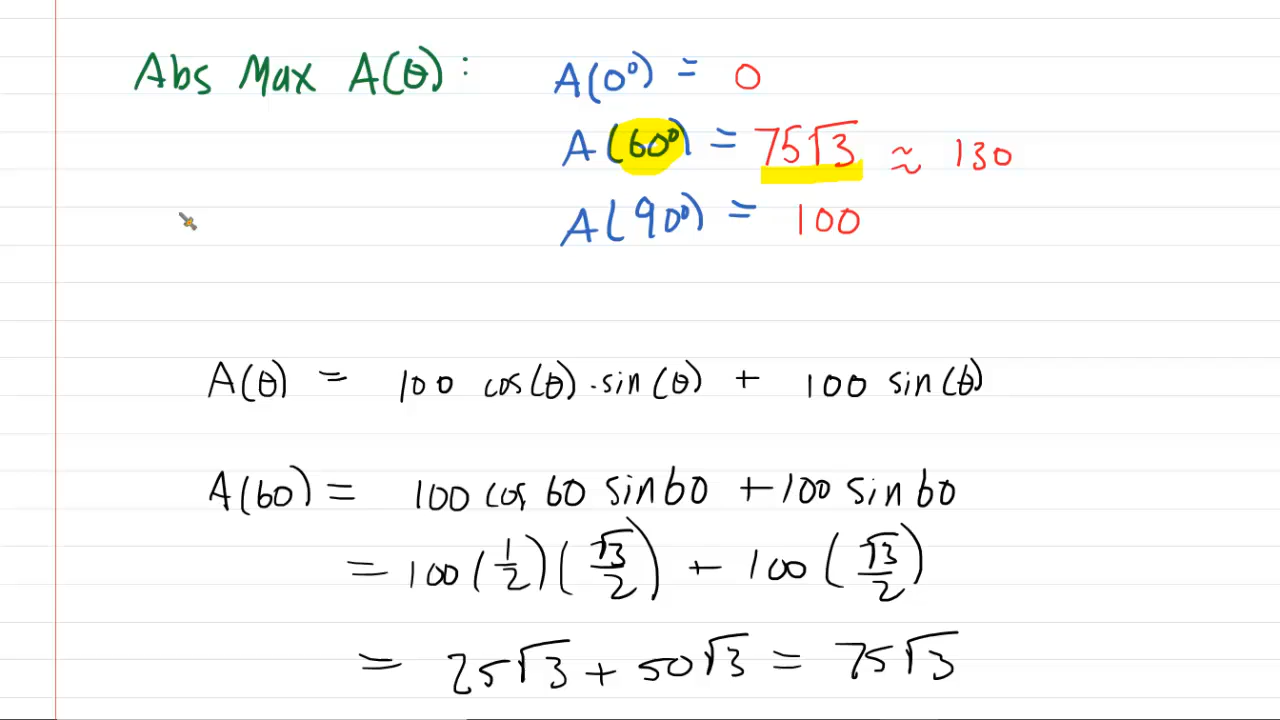 Abs Max A(θ): A(0°) = 0
A(60°) = 75√3 ≈ 130
A(90°) = 100
A(θ) = 100 cos(θ) · sin(θ) + 100 sin(θ)
A(60) = 100 cos 60 sin 60 + 100 sin 60
= 100 (1/2) (√3/2) + 100 (√3/2)
= 25√3 + 50√3 = 75√3